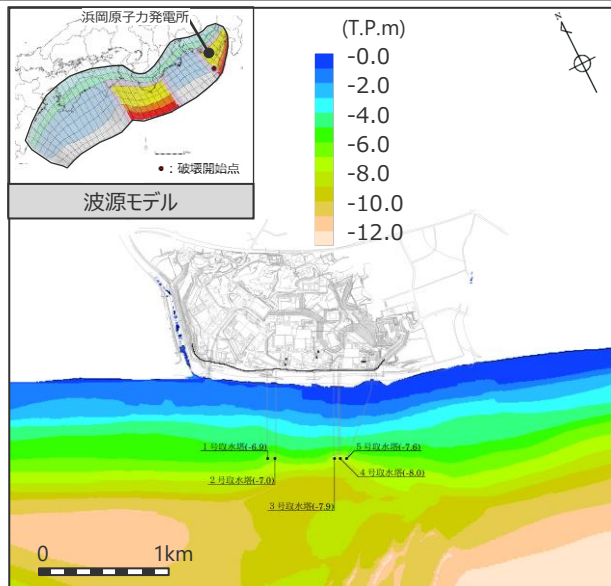 浜岡原子力発電所
•：破壊開始点
波源モデル
(T.P.m)
-0.0
-2.0
-4.0
-6.0
-8.0
-10.0
-12.0
N
1号取水塔(-6.9)
2号取水塔(-7.0)
3号取水塔(-7.9)
5号取水塔(-7.6)
4号取水塔(-8.0)
0 1km